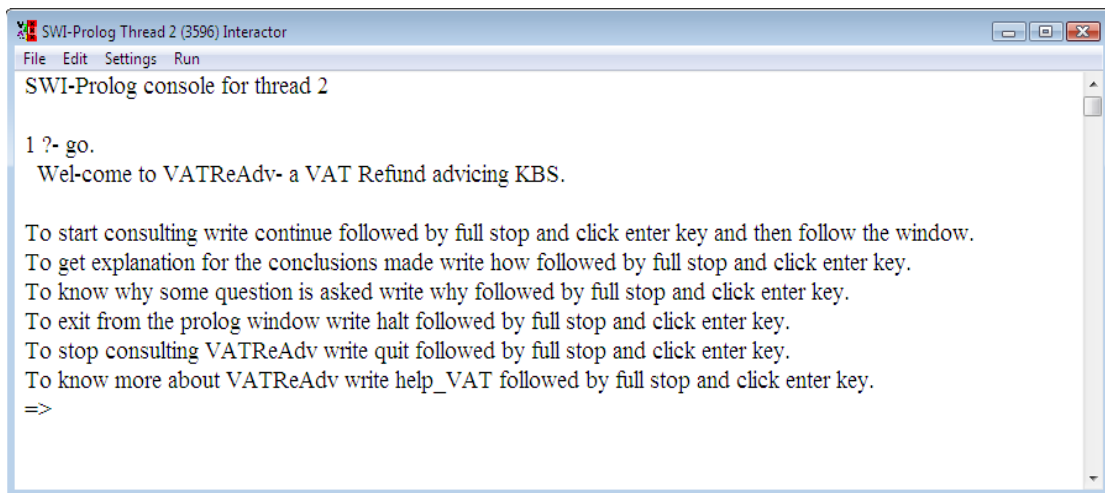 SWI-Prolog Thread 2 (3596) Interactor
File Edit Settings Run
SWI-Prolog console for thread 2
1 ?- go.
Wel-come to VATReAdv- a VAT Refund advicing KBS.
To start consulting write continue followed by full stop and click enter key and then follow the window.
To get explanation for the conclusions made write how followed by full stop and click enter key.
To know why some question is asked write why followed by full stop and click enter key.
To exit from the prolog window write halt followed by full stop and click enter key.
To stop consulting VATReAdv write quit followed by full stop and click enter key.
To know more about VATReAdv write help_VAT followed by full stop and click enter key.
=>